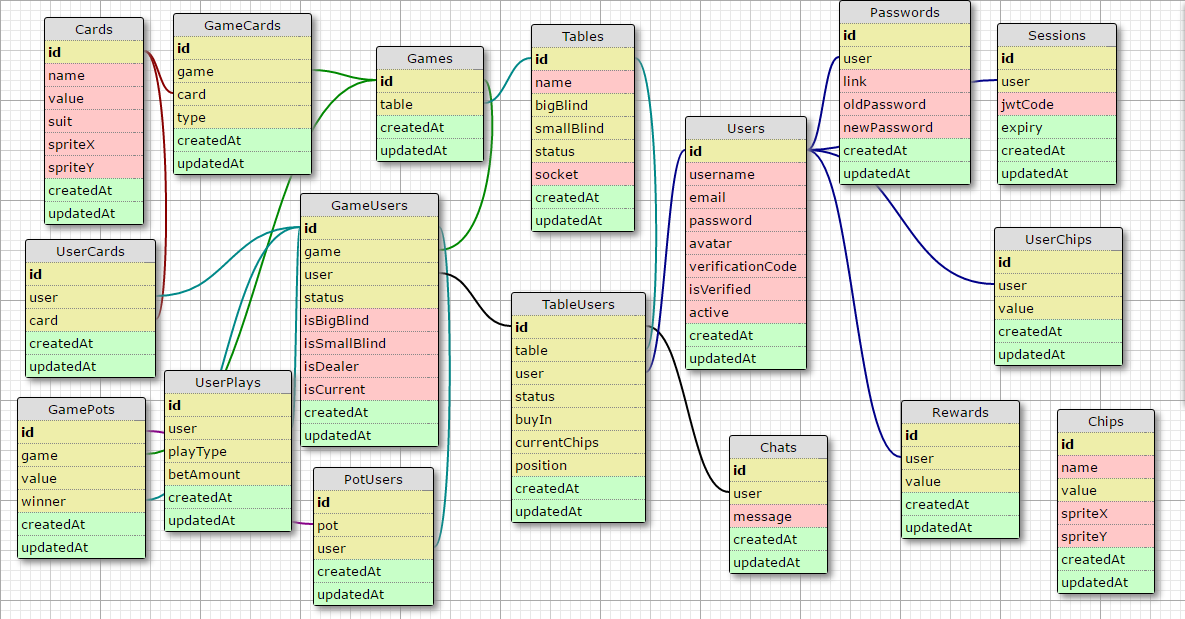 Cards
id
name
value
suit
spriteX
spriteY
createdAt
updatedAt
GameCards
id
game
card
type
createdAt
updatedAt
Games
id
table
createdAt
updatedAt
Tables
id
name
bigBlind
smallBlind
status
socket
createdAt
updatedAt
Passwords
id
user
link
oldPassword
newPassword
createdAt
updatedAt
Sessions
id
user
jwtCode
expiry
createdAt
updatedAt
Users
id
username
email
password
avatar
verificationCode
isVerified
active
createdAt
updatedAt
UserCards
id
user
card
createdAt
updatedAt
GameUsers
id
game
user
status
isBigBlind
isSmallBlind
isDealer
isCurrent
createdAt
updatedAt
UserChips
id
user
value
createdAt
updatedAt
TableUsers
id
table
user
status
buyIn
currentChips
position
createdAt
updatedAt
GamePots
id
game
value
winner
createdAt
updatedAt
UserPlays
id
user
playType
betAmount
createdAt
updatedAt
PotUsers
id
pot
user
createdAt
updatedAt
Chats
id
user
message
createdAt
updatedAt
Rewards
id
user
value
createdAt
updatedAt
Chips
id
name
value
spriteX
spriteY
createdAt
updatedAt